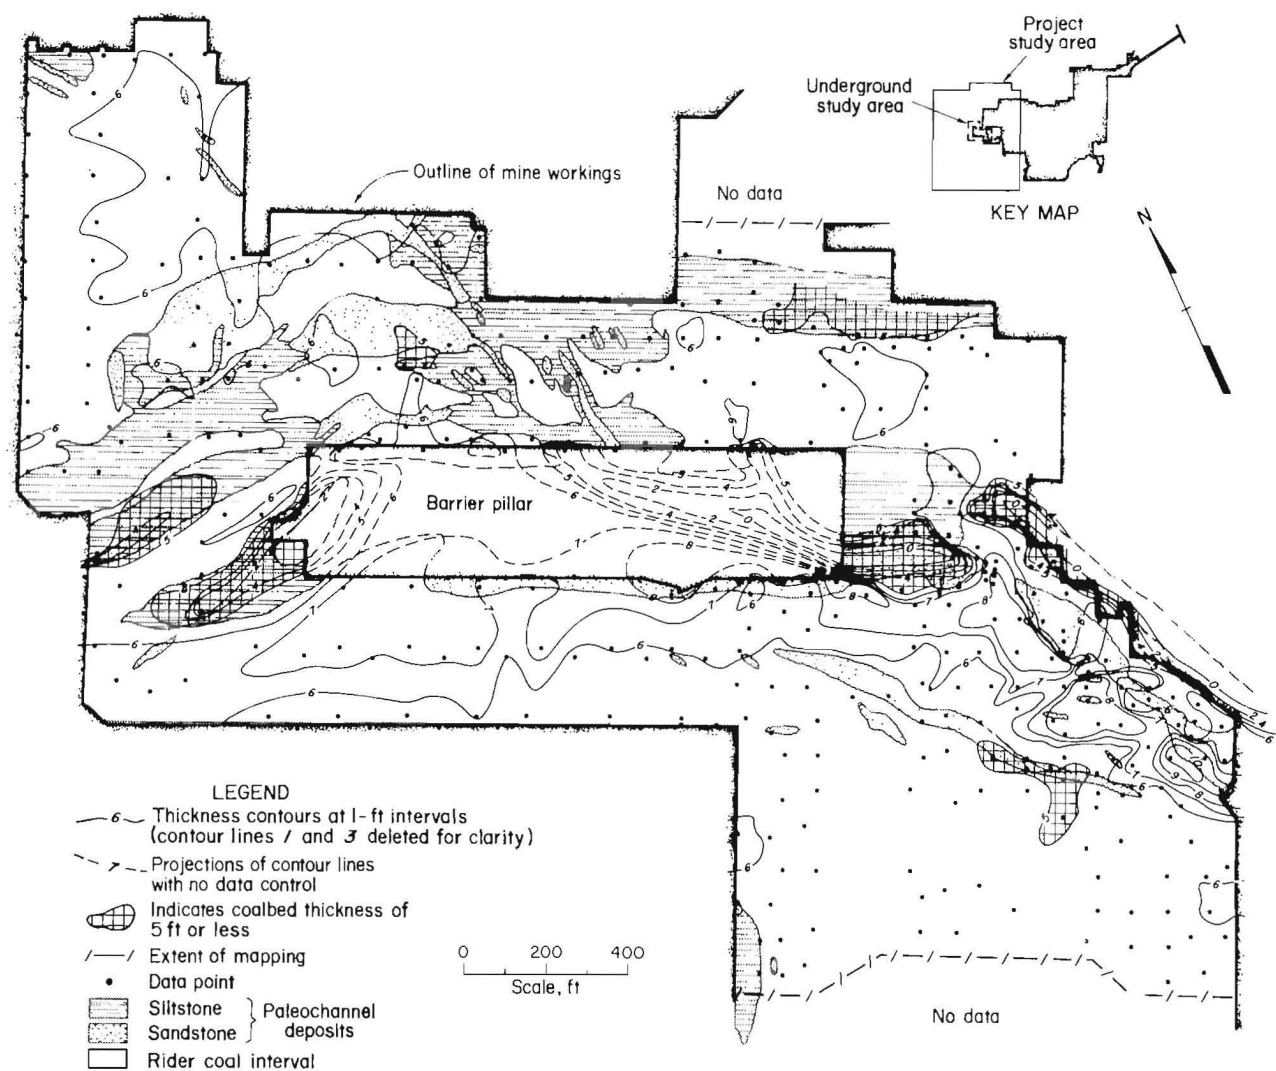 Project
study area
Underground
study area
KEY MAP
N
Outline of mine workings
No data
Barrier pillar
LEGEND
6 Thickness contours at 1-ft intervals
(contour lines 1 and 3 deleted for clarity)
7 Projections of contour lines
with no data control
Indicates coalbed thickness of
5 ft or less
Extent of mapping
Data point
Siltstone
Sandstone
Paleochannel
deposits
Rider coal interval
0 200 400
Scale, ft
No data